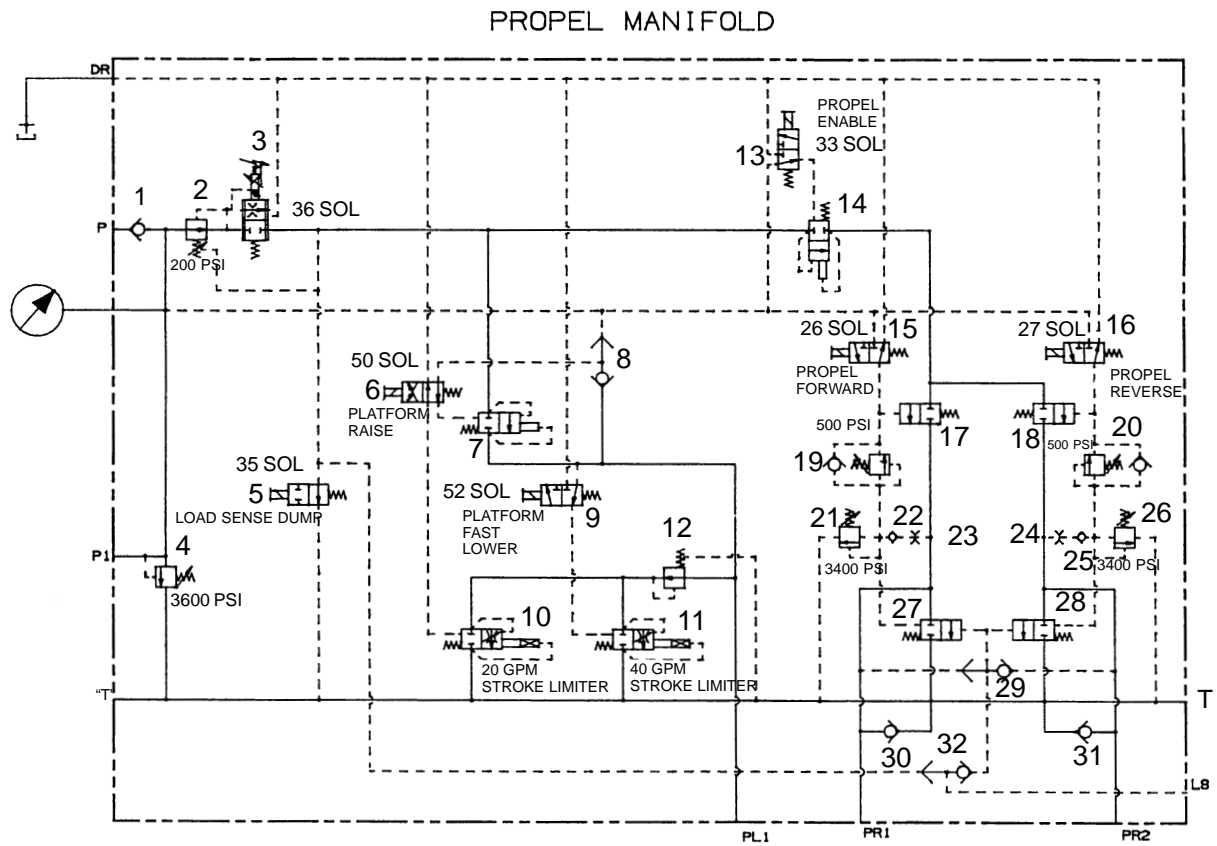 PROPEL MANIFOLD
DR
PROPEL
ENABLE
33 SOL
13
3
1
2
36 SOL
14
P
200 PSI
26 SOL
15
27 SOL
16
50 SOL
8
PROPEL
FORWARD
PROPEL
REVERSE
6
PLATFORM
RAISE
7
500 PSI
17
18
500 PSI
20
19
35 SOL
5
LOAD SENSE DUMP
52 SOL
9
PLATFORM
FAST
LOWER
12
21
22
23
24
25
26
3400 PSI
3400 PSI
P1
4
3600 PSI
10
11
27
28
20 GPM
STROKE LIMITER
40 GPM
STROKE LIMITER
29
"T"
T
30
32
31
L8
PL1
PR1
PR2